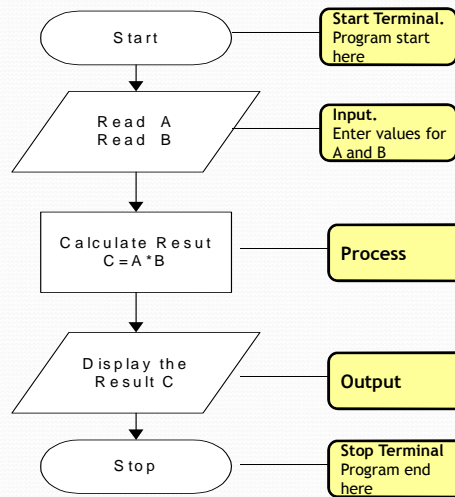 Start
Start Terminal.
Program start
here
Read A
Read B
Input.
Enter values for
A and B
Calculate Resut
C=A*B
Process
Display the
Result C
Output
Stop
Stop Terminal
Program end
here